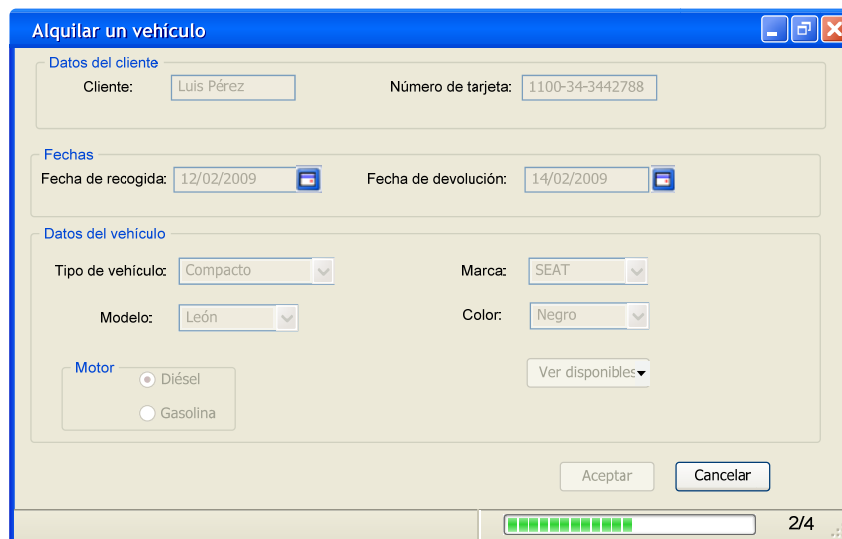 Alquilar un vehículo
Datos del cliente
Cliente: Luis Pérez Número de tarjeta: 1100-34-3442788
Fechas
Fecha de recogida: 12/02/2009 Fecha de devolución: 14/02/2009
Datos del vehículo
Tipo de vehículo: Compacto Marca: SEAT
Modelo: León Color: Negro
Motor
Diésel Ver disponibles
Gasolina
Aceptar Cancelar
2/4